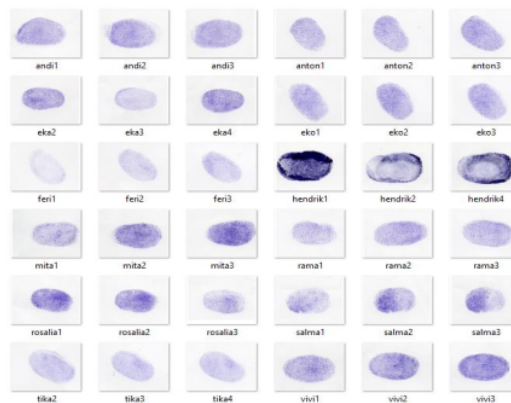 andi1 andi2 andi3 anton1 anton2 anton3
eka2 eka3 eka4 eko1 eko2 eko3
feri1 feri2 feri3 hendrik1 hendrik2 hendrik4
mita1 mita2 mita3 rama1 rama2 rama3
rosalia1 rosalia2 rosalia3 salma1 salma2 salma3
tika2 tika3 tika4 vivi1 vivi2 vivi3